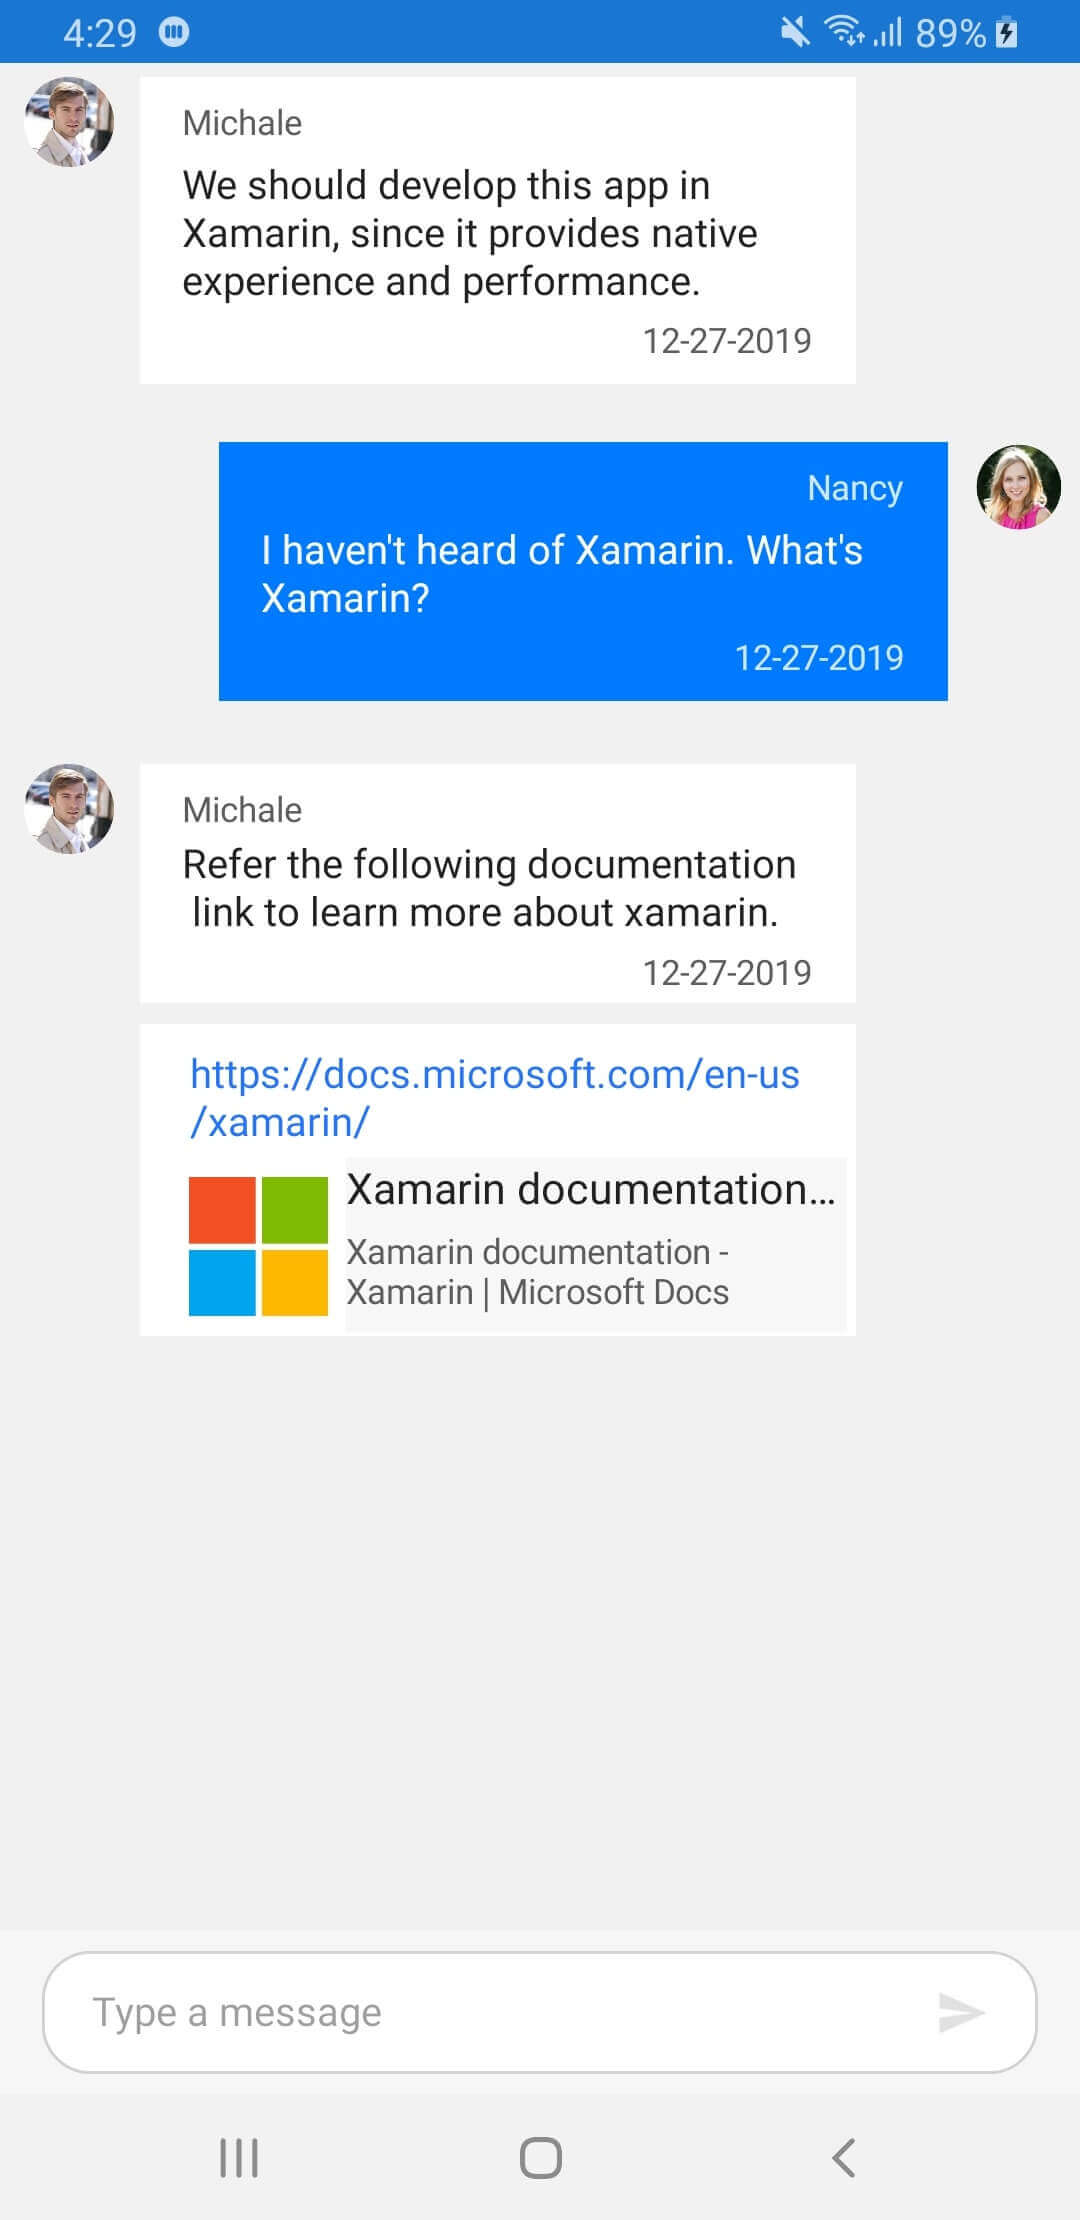 4:29
89%
Michale
We should develop this app in
Xamarin, since it provides native
experience and performance.
12-27-2019
Nancy
I haven't heard of Xamarin. What's
Xamarin?
12-27-2019
Michale
Refer the following documentation
link to learn more about xamarin.
12-27-2019
https://docs.microsoft.com/en-us
/xamarin/
Xamarin documentation...
Xamarin documentation -
Xamarin | Microsoft Docs
Type a message